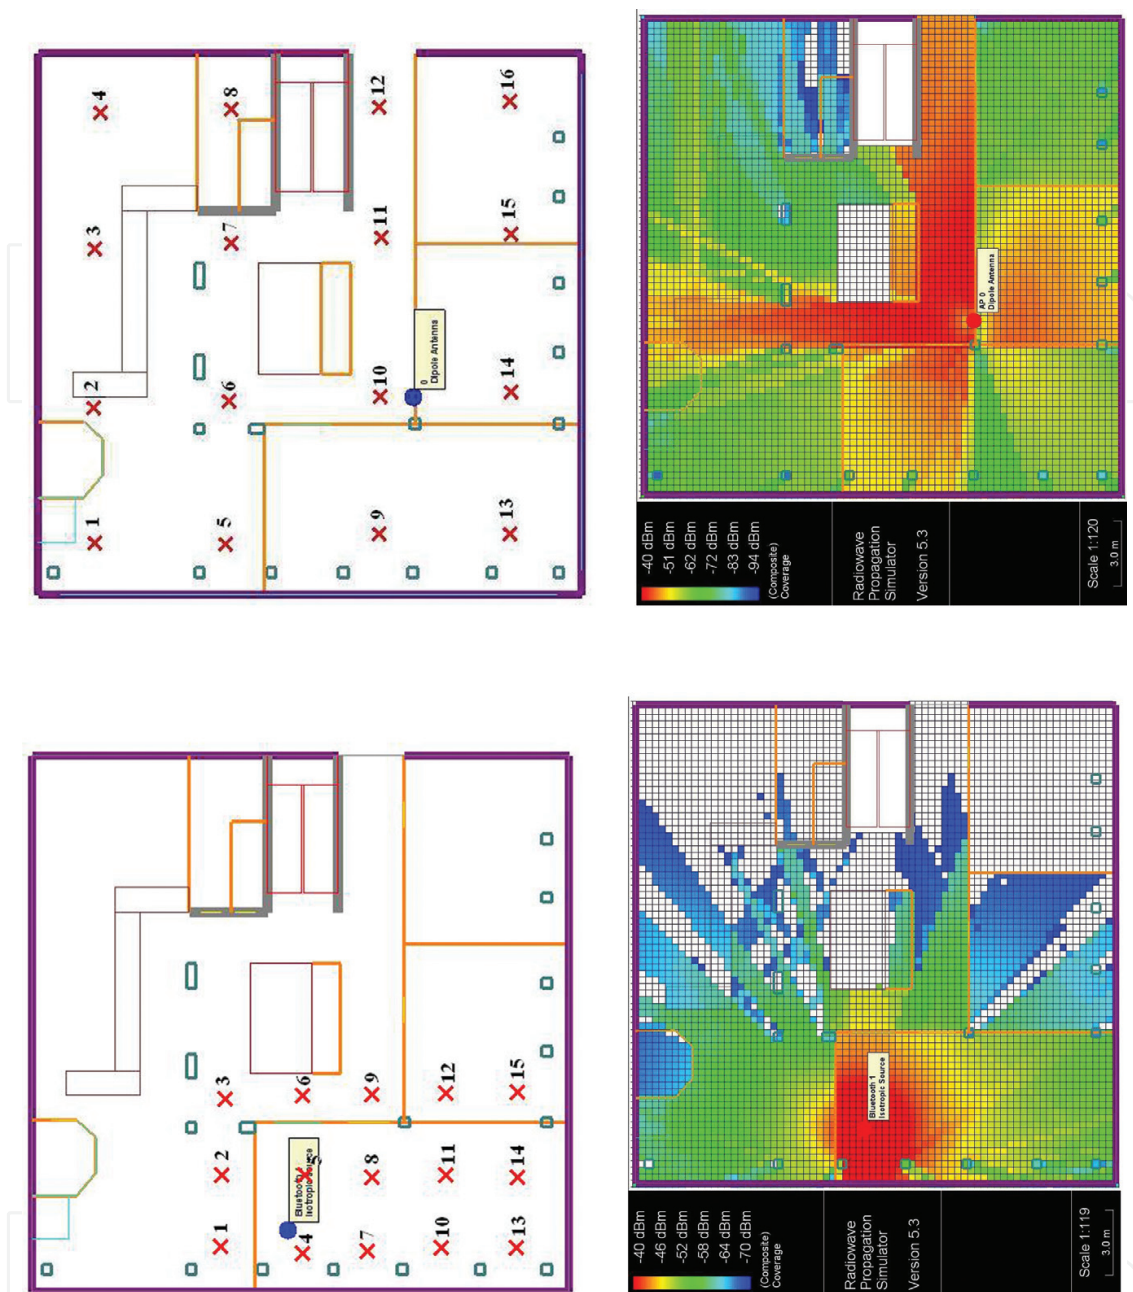 4
8
12
16
3
7
11
15
2
6
10
14
0
Dipole Antenna
1
5
9
13
AP 0
Dipole Antenna
-40 dBm
-51 dBm
-62 dBm
-72 dBm
-83 dBm
-94 dBm
(Composite)
Coverage
Radiowave
Propagation
Simulator
Version 5.3
Scale 1:120
3.0 m
3
6
9
12
15
2
5
8
11
14
Bluetooth
Isotropic Source
1
4
7
10
13
Bluetooth 1
Isotropic Source
-40 dBm
-46 dBm
-52 dBm
-58 dBm
-64 dBm
-70 dBm
(Composite)
Coverage
Radiowave
Propagation
Simulator
Version 5.3
Scale 1:119
3.0 m